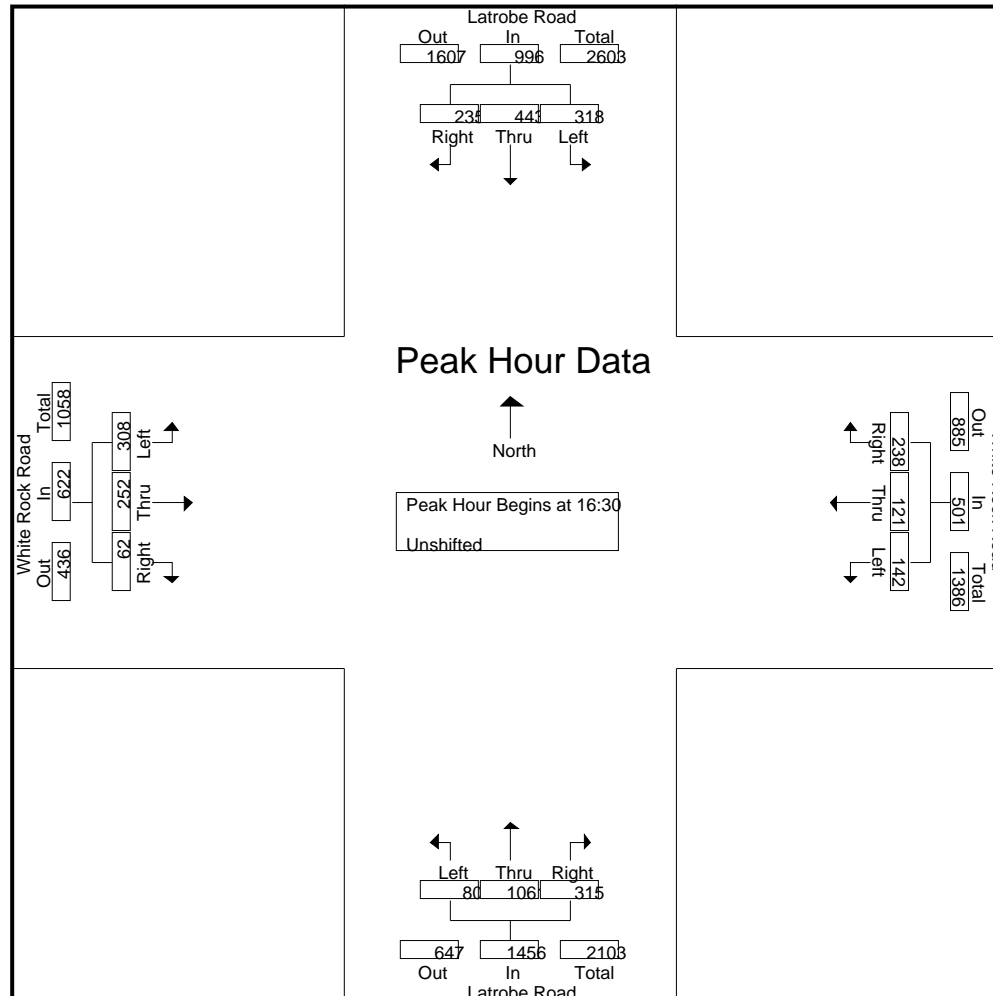 Latrobe Road
Out In Total
1607 996 2603
235 443 318
Right Thru Left
Peak Hour Data
North
Peak Hour Begins at 16:30
Unshifted
White Rock Road
Total 1058
In 622
Out 436
308 Left
252 Thru
62 Right
Right 238
Thru 121
Left 142
885 Out
501 In
1386 Total
Left Thru Right
80 1061 315
647 1456 2103
Out In Total
Latrobe Road